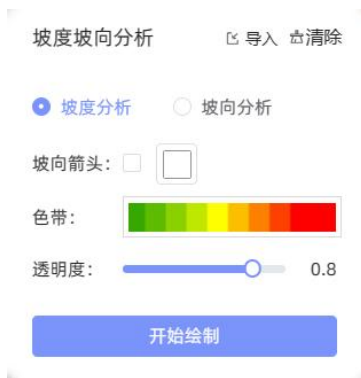 坡度坡向分析 导入 清除
坡度分析 坡向分析
坡向箭头：
色带：
透明度： 0.8
开始绘制